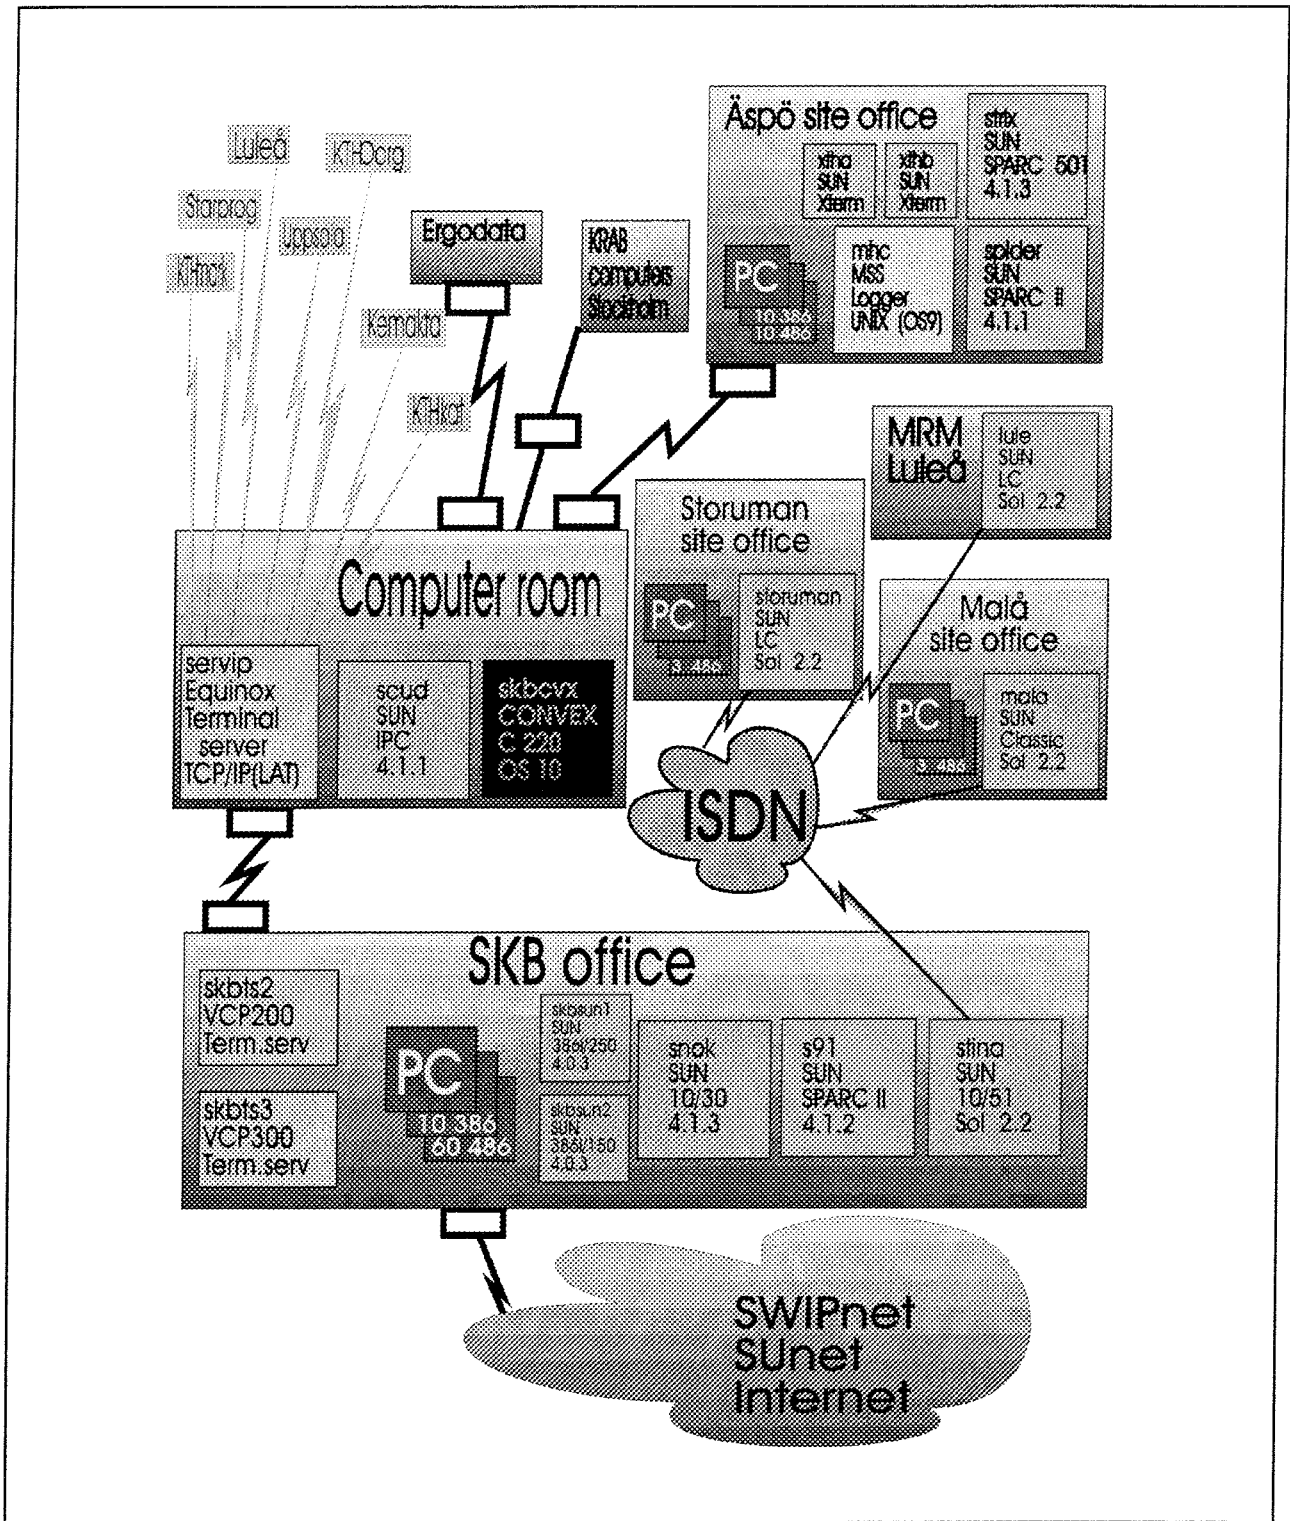 Äspö site office
strix
SUN
SPARC 501
4.1.3
xtha
SUN
Xterm
xthb
SUN
Xterm
PC
10 386
10 486
mhc
MSS
Logger
UNIX (OS9)
spider
SUN
SPARC II
4.1.1
Luleå
KTHDorg
Starprog
Uppsala
KTHmark
Kemakta
KTHkat
Ergodata
KRAB
computers
Stockholm
MRM
Luleå
lule
SUN
LC
Sol 2.2
Storuman
site office
PC
3 486
storuman
SUN
LC
Sol 2.2
Malå
site office
PC
3 486
mala
SUN
Classic
Sol 2.2
Computer room
servip
Equinox
Terminal
server
TCP/IP(LAT)
scud
SUN
IPC
4.1.1
skbcvx
CONVEX
C 220
OS 10
ISDN
SKB office
skbts2
VCP200
Term.serv
skbts3
VCP300
Term.serv
PC
10 386
60 486
skbsun1
SUN
386i/250
4.0.3
skbsun2
SUN
386i/150
4.0.3
snok
SUN
10/30
4.1.3
s91
SUN
SPARC II
4.1.2
stina
SUN
10/51
Sol 2.2
SWIPnet
SUnet
Internet